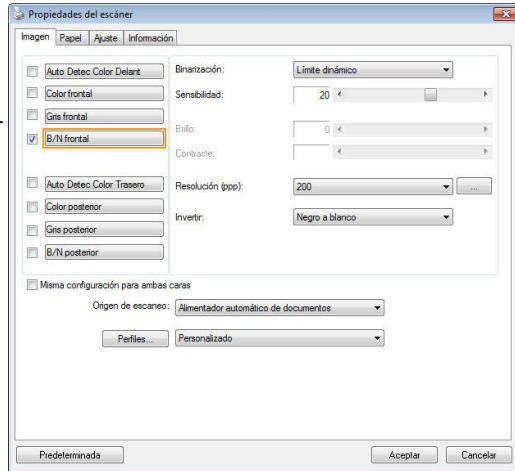 Propiedades del escáner
Imagen Papel Ajuste Información
Auto Detec Color Delant
Color frontal
Gris frontal
B/N frontal
Auto Detec Color Trasero
Color posterior
Gris posterior
B/N posterior
Binarización: Límite dinámico
Sensibilidad: 20
Brillo: 0
Contraste:
Resolución (ppp): 200 ...
Invertir: Negro a blanco
Misma configuración para ambas caras
Origen de escaneo: Alimentador automático de documentos
Perfiles... Personalizado
Predeterminada Aceptar Cancelar